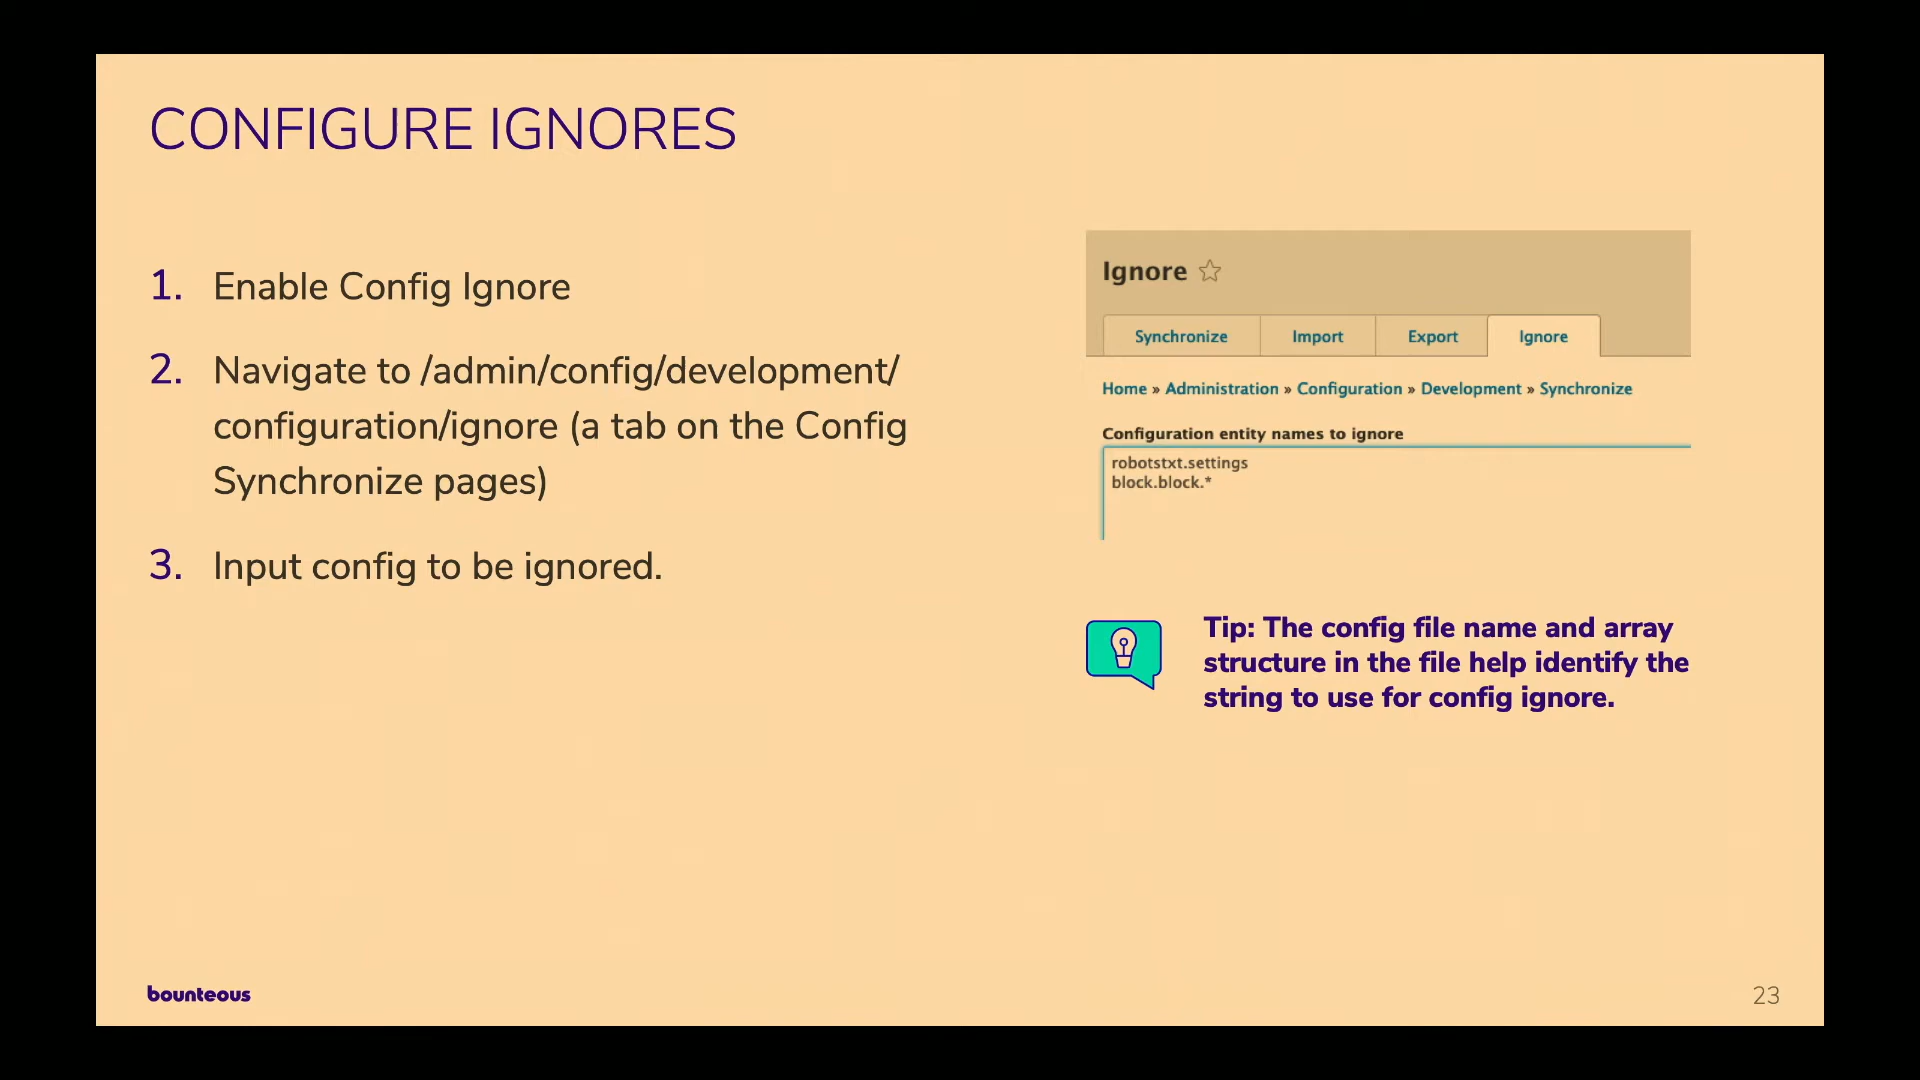 CONFIGURE IGNORES
1. Enable Config Ignore
2. Navigate to /admin/config/development/
configuration/ignore (a tab on the Config
Synchronize pages)
3. Input config to be ignored.
Ignore
Synchronize Import Export Ignore
Home » Administration » Configuration » Development » Synchronize
Configuration entity names to ignore
robotstxt.settings
block.block.*
Tip: The config file name and array
structure in the file help identify the
string to use for config ignore.
bounteous
23